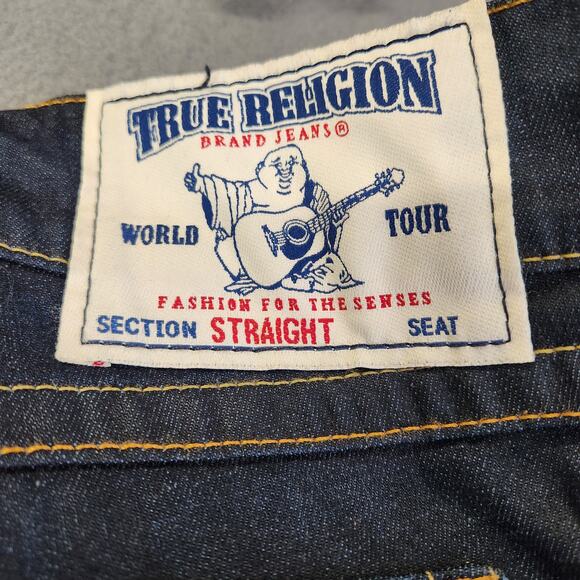 TRUE RELIGION
BRAND JEANS®
WORLD TOUR
FASHION FOR THE SENSES
SECTION STRAIGHT SEAT